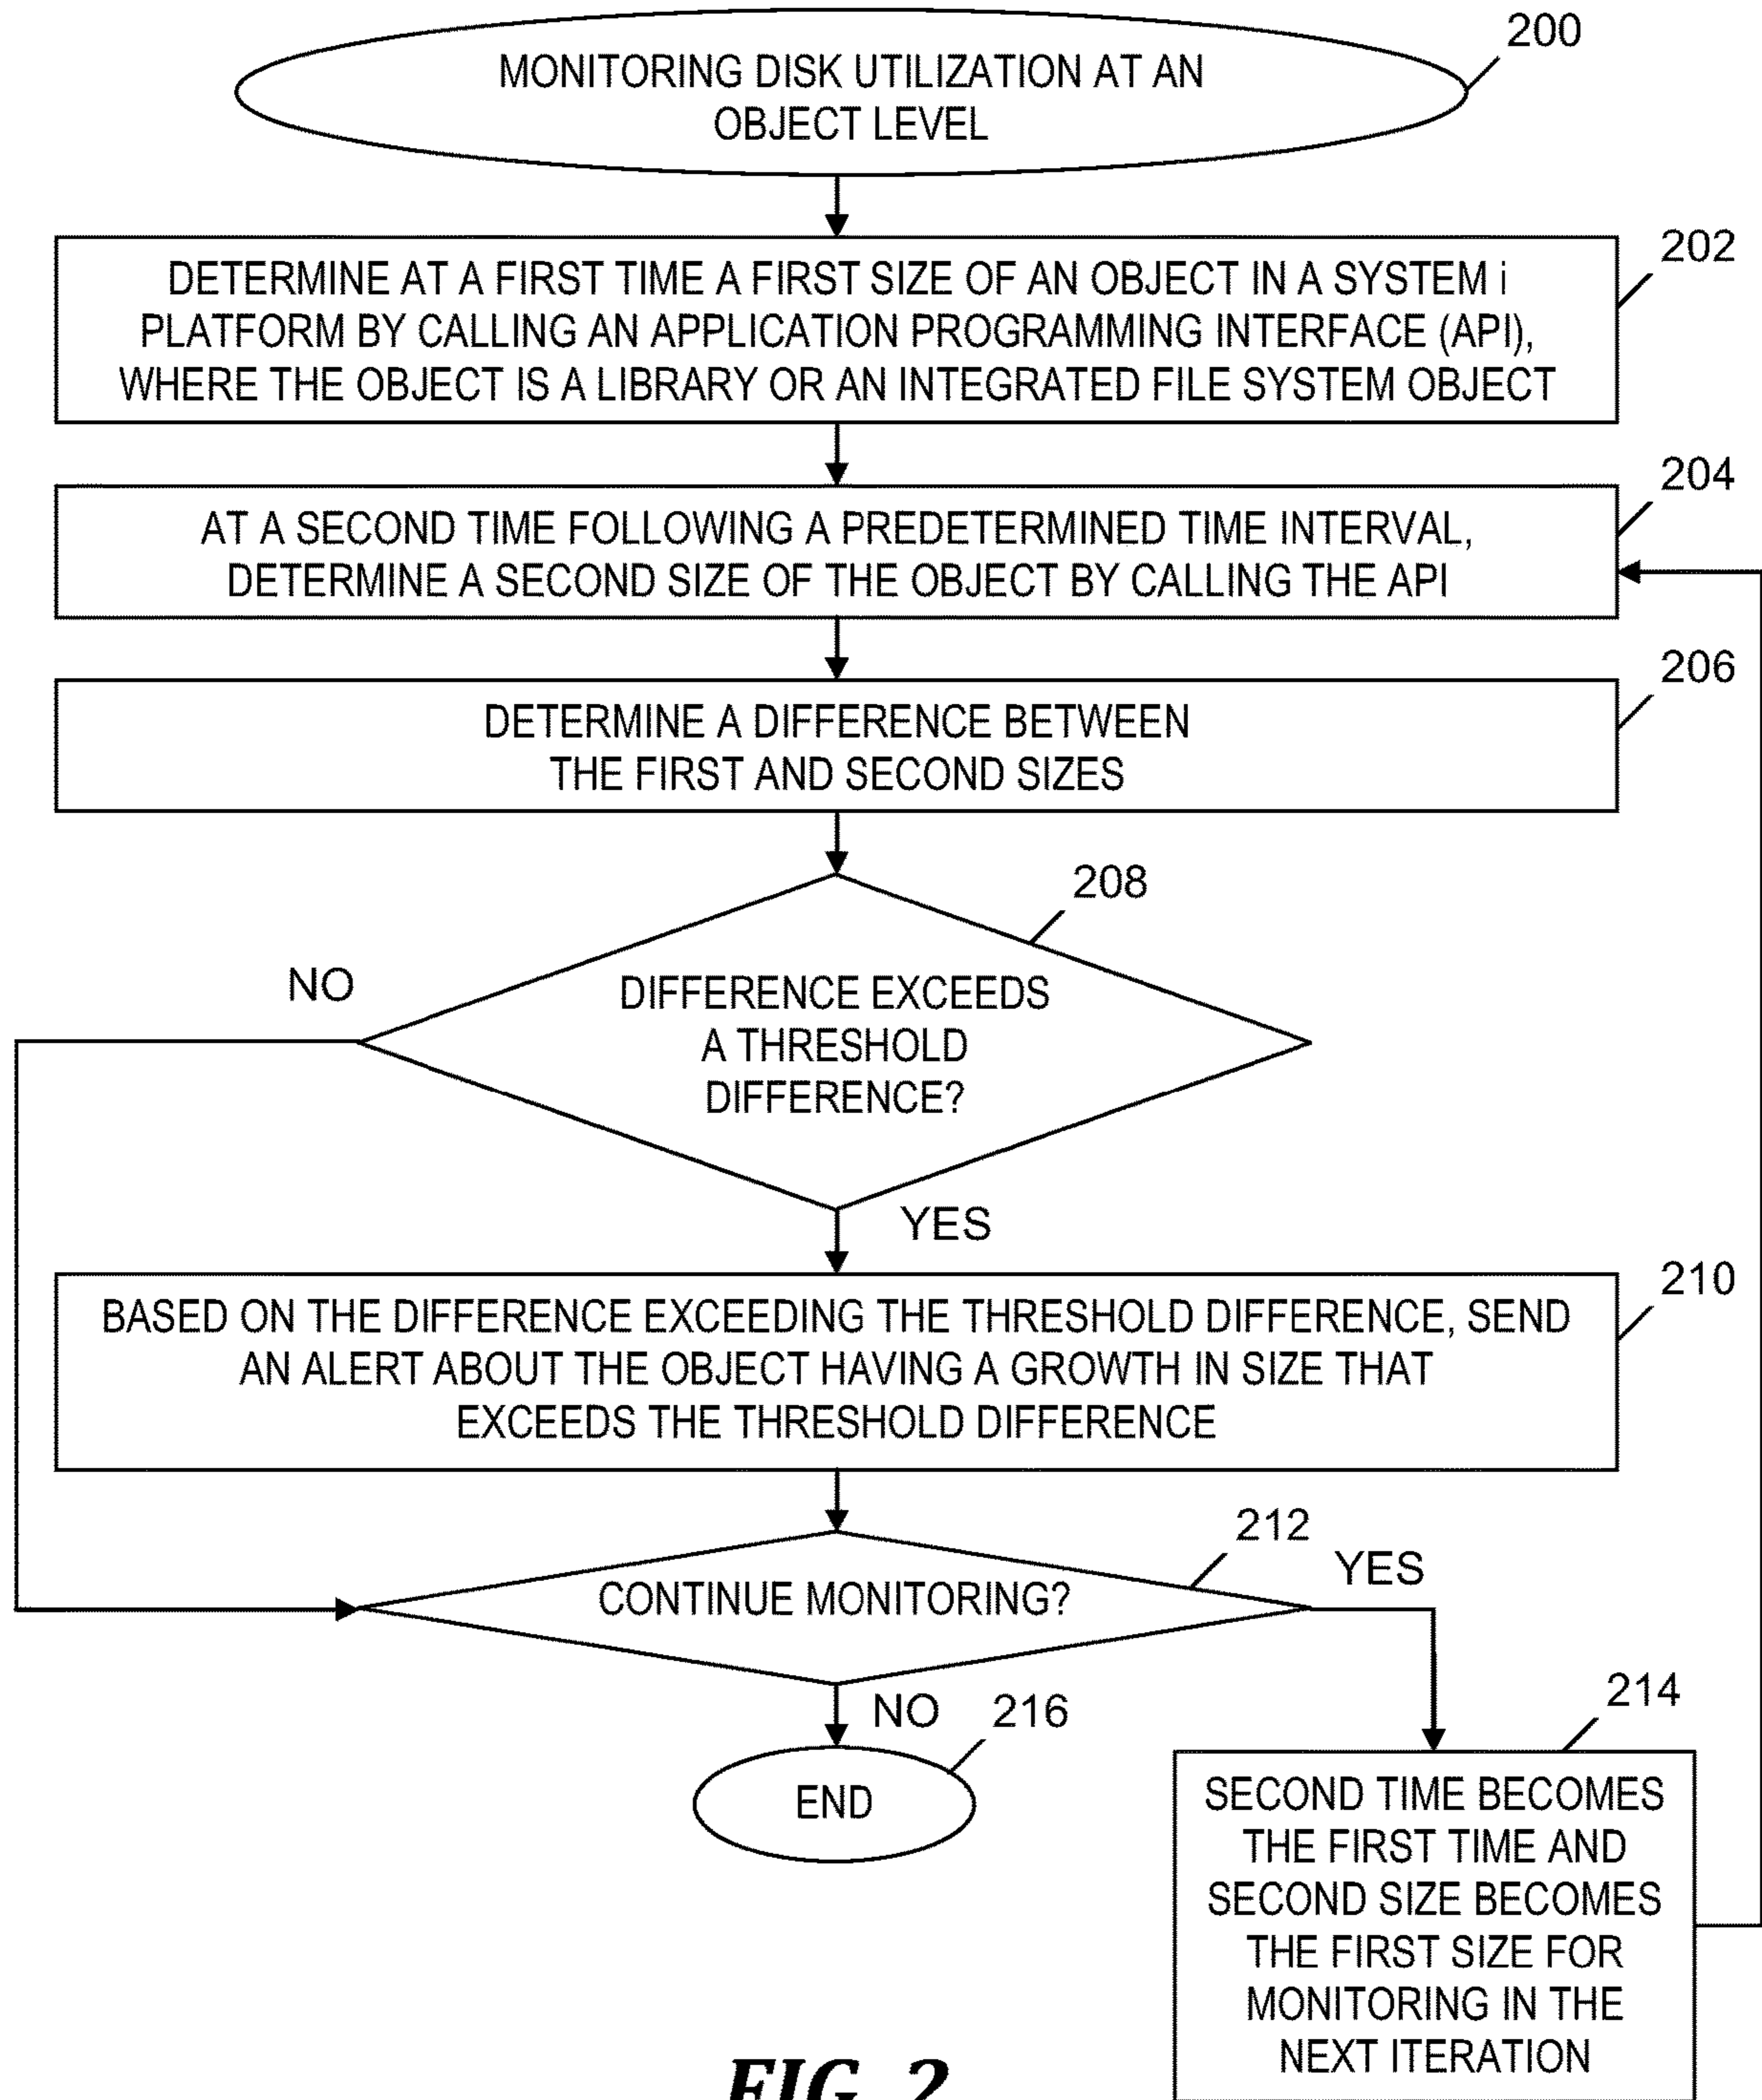 200
MONITORING DISK UTILIZATION AT AN
OBJECT LEVEL
202
DETERMINE AT A FIRST TIME A FIRST SIZE OF AN OBJECT IN A SYSTEM i
PLATFORM BY CALLING AN APPLICATION PROGRAMMING INTERFACE (API),
WHERE THE OBJECT IS A LIBRARY OR AN INTEGRATED FILE SYSTEM OBJECT
204
AT A SECOND TIME FOLLOWING A PREDETERMINED TIME INTERVAL,
DETERMINE A SECOND SIZE OF THE OBJECT BY CALLING THE API
206
DETERMINE A DIFFERENCE BETWEEN
THE FIRST AND SECOND SIZES
208
NO
DIFFERENCE EXCEEDS
A THRESHOLD
DIFFERENCE?
YES
210
BASED ON THE DIFFERENCE EXCEEDING THE THRESHOLD DIFFERENCE, SEND
AN ALERT ABOUT THE OBJECT HAVING A GROWTH IN SIZE THAT
EXCEEDS THE THRESHOLD DIFFERENCE
212
YES
CONTINUE MONITORING?
NO
216
214
END
SECOND TIME BECOMES
THE FIRST TIME AND
SECOND SIZE BECOMES
THE FIRST SIZE FOR
MONITORING IN THE
NEXT ITERATION
FIG. 2